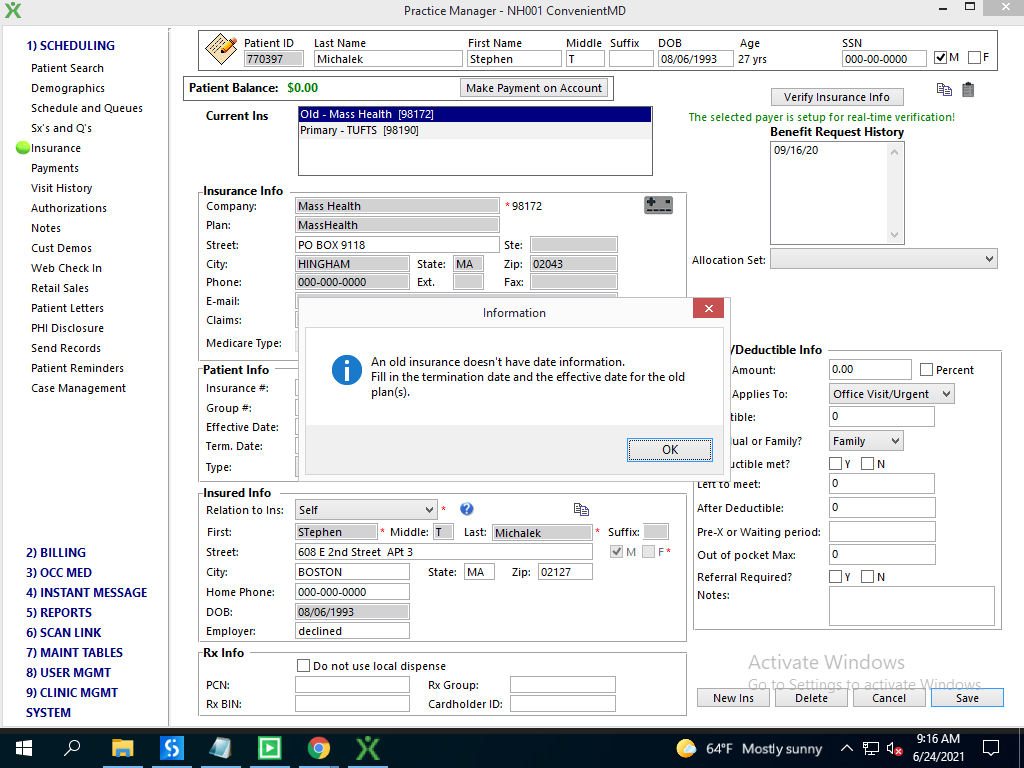 Practice Manager - NH001 ConvenientMD
1) SCHEDULING
Patient Search
Demographics
Schedule and Queues
Sx's and Q's
Insurance
Payments
Visit History
Authorizations
Notes
Cust Demos
Web Check In
Retail Sales
Patient Letters
PHI Disclosure
Send Records
Patient Reminders
Case Management
2) BILLING
3) OCC MED
4) INSTANT MESSAGE
5) REPORTS
6) SCAN LINK
7) MAINT TABLES
8) USER MGMT
9) CLINIC MGMT
SYSTEM
Patient ID Last Name First Name Middle Suffix DOB Age SSN
770397 Michalek Stephen T 08/06/1993 27 yrs 000-00-0000 M F
Patient Balance: $0.00 Make Payment on Account
Current Ins
Old - Mass Health [98172]
Primary - TUFTS [98190]
Verify Insurance Info
The selected payer is setup for real-time verification!
Benefit Request History
09/16/20
Allocation Set:
Insurance Info
Company: Mass Health * 98172
Plan: MassHealth
Street: PO BOX 9118 Ste:
City: HINGHAM State: MA Zip: 02043
Phone: 000-000-0000 Ext. Fax:
E-mail:
Claims:
Medicare Type:
Information
An old insurance doesn't have date information.
Fill in the termination date and the effective date for the old
plan(s).
OK
Patient Info
Insurance #:
Group #:
Effective Date:
Term. Date:
Type:
/Deductible Info
Amount: 0.00 Percent
Applies To: Office Visit/Urgent
tible: 0
ual or Family? Family
uctible met? Y N
Left to meet: 0
After Deductible: 0
Pre-X or Waiting period:
Out of pocket Max: 0
Referral Required? Y N
Notes:
Insured Info
Relation to Ins: Self * ?
First: STephen * Middle: T Last: Michalek * Suffix:
Street: 608 E 2nd Street APt 3 M F *
City: BOSTON State: MA Zip: 02127
Home Phone: 000-000-0000
DOB: 08/06/1993
Employer: declined
Rx Info
Do not use local dispense
PCN: Rx Group:
Rx BIN: Cardholder ID:
Activate Windows
Go to Settings to activate Windows.
New Ins Delete Cancel Save
64°F Mostly sunny
9:16 AM
6/24/2021